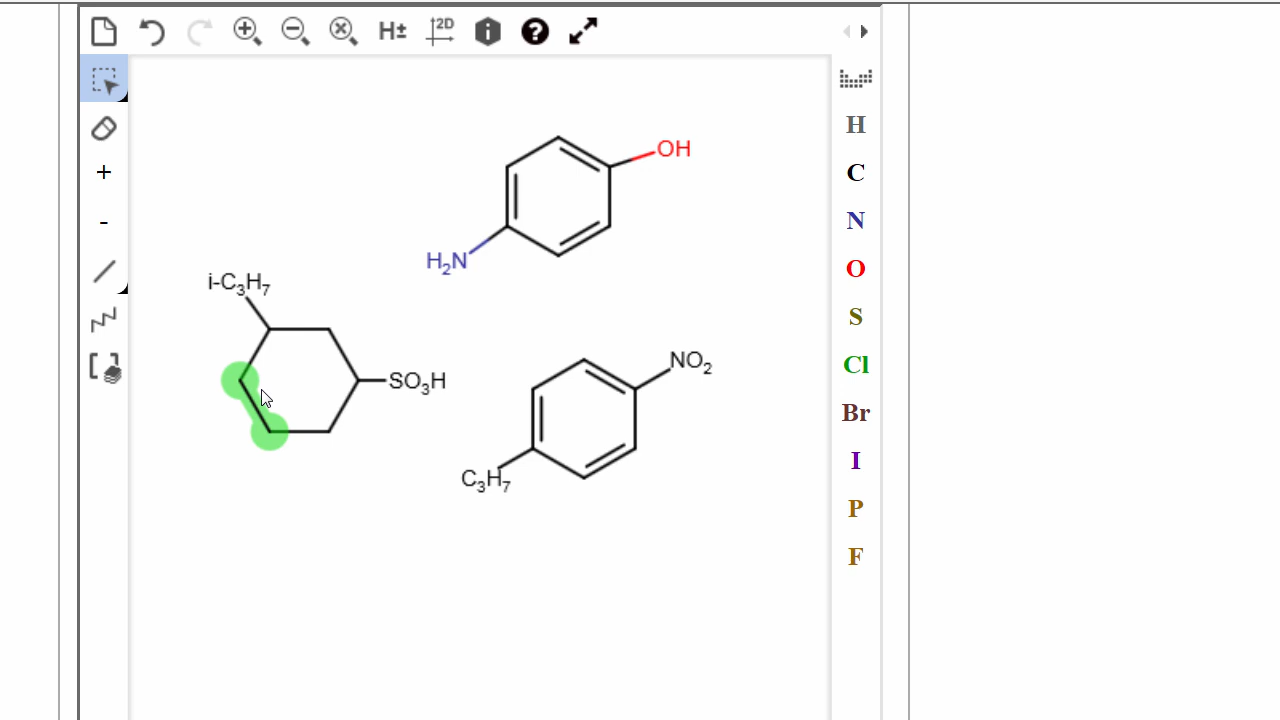 H±
2D
i
?
+
-
H
C
N
O
S
Cl
Br
I
P
F
OH
H₂N
i-C₃H₇
SO₃H
NO₂
C₃H₇